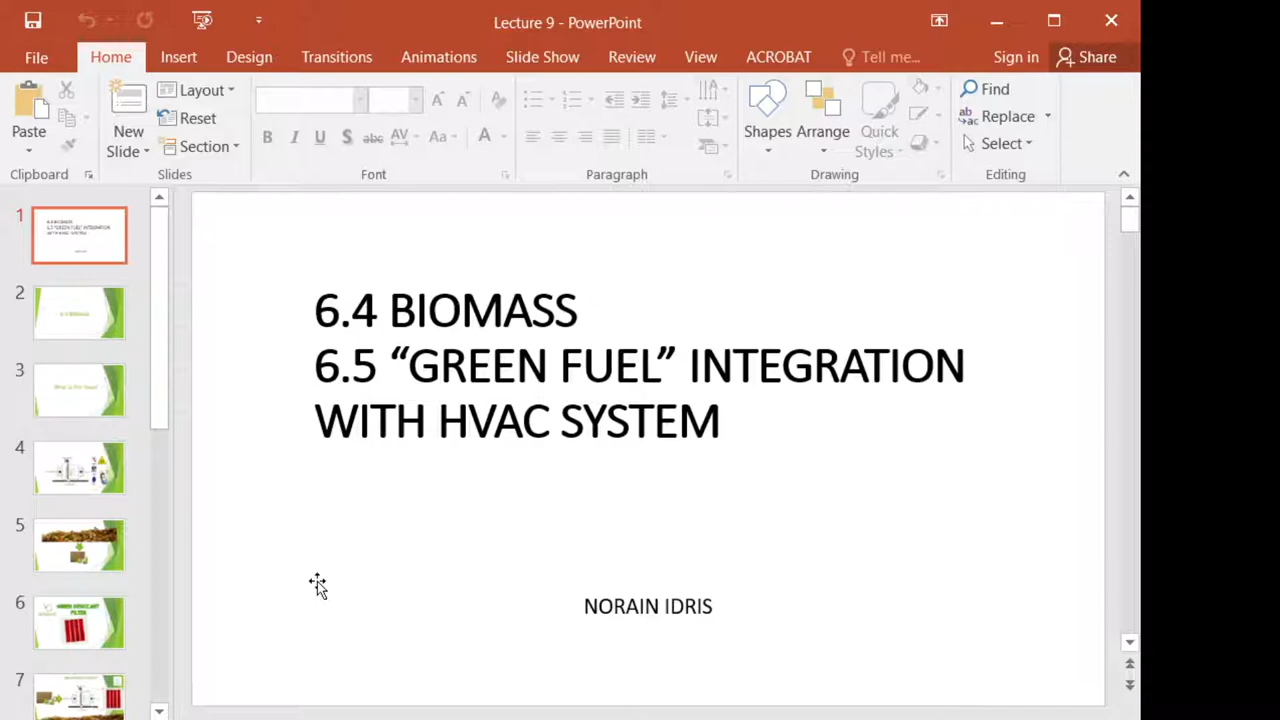 Lecture 9 - PowerPoint
File Home Insert Design Transitions Animations Slide Show Review View ACROBAT Tell me... Sign in Share
Paste
Clipboard
New Slide
Layout
Reset
Section
Slides
Font
Paragraph
Shapes
Arrange
Quick Styles
Drawing
Find
Replace
Select
Editing
1
2
3
4
5
6
7
6.4 BIOMASS
6.5 “GREEN FUEL” INTEGRATION
WITH HVAC SYSTEM
NORAIN IDRIS